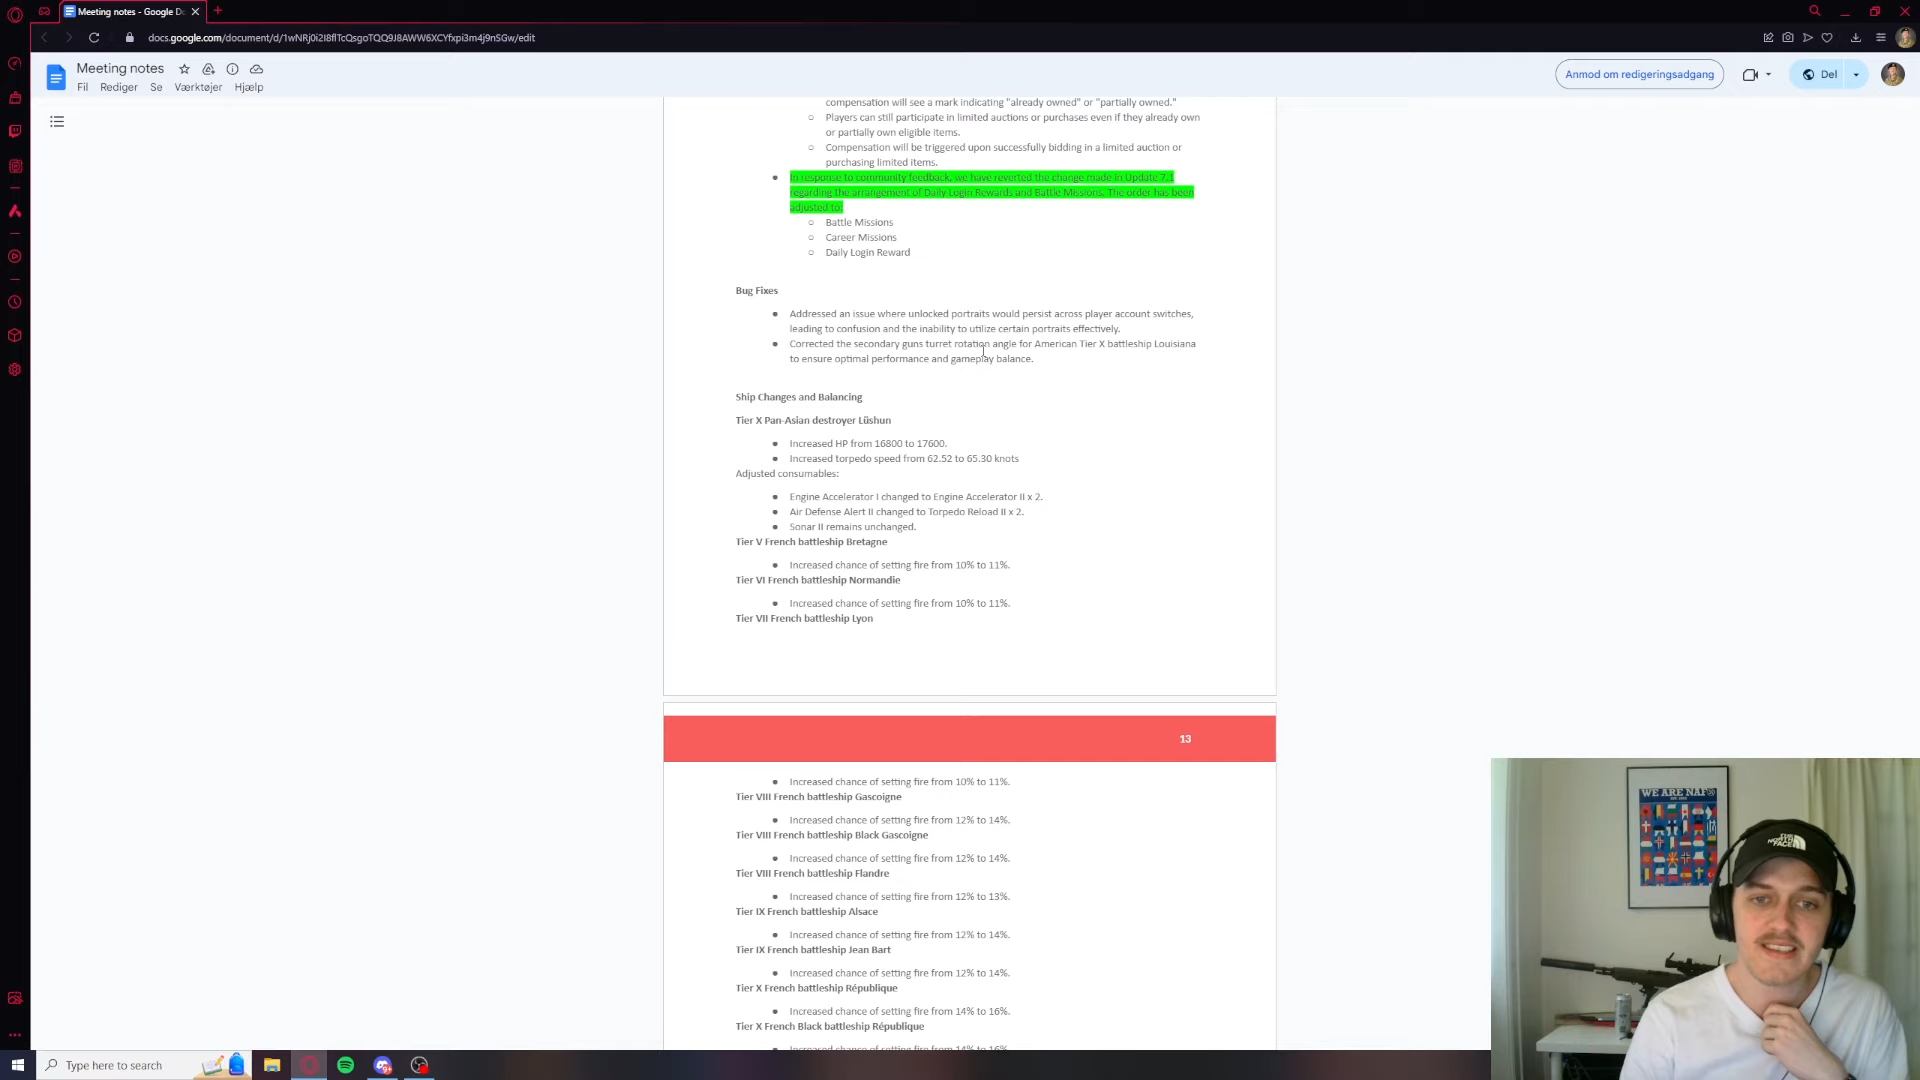 Meeting notes - Google D
docs.google.com/document/d/1wNRj0i2I8flTcQsgoTQQ9J8AWW6XCYfxpi3m4j9nSGw/edit
Meeting notes
Fil Rediger Se Værktøjer Hjælp
Anmod om redigeringsadgang
Del
compensation will see a mark indicating "already owned" or "partially owned."
○ Players can still participate in limited auctions or purchases even if they already own
or partially own eligible items.
○ Compensation will be triggered upon successfully bidding in a limited auction or
purchasing limited items.
● In response to community feedback, we have reverted the change made in Update 7.1
regarding the arrangement of Daily Login Rewards and Battle Missions. The order has been
adjusted to:
○ Battle Missions
○ Career Missions
○ Daily Login Reward
Bug Fixes
● Addressed an issue where unlocked portraits would persist across player account switches,
leading to confusion and the inability to utilize certain portraits effectively.
● Corrected the secondary guns turret rotation angle for American Tier X battleship Louisiana
to ensure optimal performance and gameplay balance.
Ship Changes and Balancing
Tier X Pan-Asian destroyer Lüshun
● Increased HP from 16800 to 17600.
● Increased torpedo speed from 62.52 to 65.30 knots
Adjusted consumables:
● Engine Accelerator I changed to Engine Accelerator II x 2.
● Air Defense Alert II changed to Torpedo Reload II x 2.
● Sonar II remains unchanged.
Tier V French battleship Bretagne
● Increased chance of setting fire from 10% to 11%.
Tier VI French battleship Normandie
● Increased chance of setting fire from 10% to 11%.
Tier VII French battleship Lyon
13
● Increased chance of setting fire from 10% to 11%.
Tier VIII French battleship Gascoigne
● Increased chance of setting fire from 12% to 14%.
Tier VIII French battleship Black Gascoigne
● Increased chance of setting fire from 12% to 14%.
Tier VIII French battleship Flandre
● Increased chance of setting fire from 12% to 13%.
Tier IX French battleship Alsace
● Increased chance of setting fire from 12% to 14%.
Tier IX French battleship Jean Bart
● Increased chance of setting fire from 12% to 14%.
Tier X French battleship République
● Increased chance of setting fire from 14% to 16%.
Tier X French Black battleship République
● Increased chance of setting fire from 14% to 16%.
WE ARE NAF
THE
NORTH
FACE
Type here to search
9+